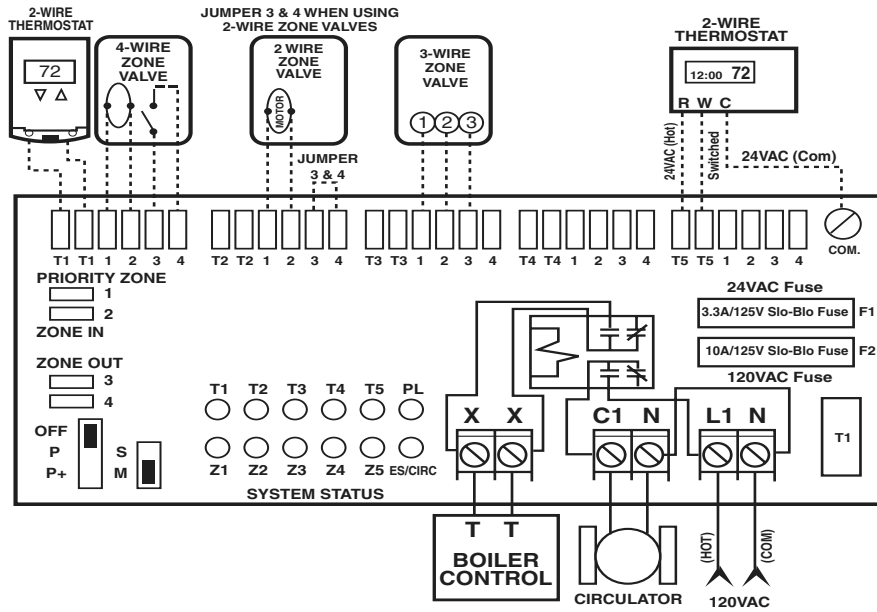 2-WIRE
THERMOSTAT
72
4-WIRE
ZONE
VALVE
JUMPER 3 & 4 WHEN USING
2-WIRE ZONE VALVES
2 WIRE
ZONE
VALVE
MOTOR
JUMPER
3 & 4
3-WIRE
ZONE
VALVE
1 2 3
2-WIRE
THERMOSTAT
12:00 72
R W C
24VAC (Hot)
Switched
24VAC (Com)
T1 T1 1 2 3 4
T2 T2 1 2 3 4
T3 T3 1 2 3 4
T4 T4 1 2 3 4
T5 T5 1 2 3 4
COM.
PRIORITY ZONE
1
2
ZONE IN
ZONE OUT
3
4
OFF
P
P+
S
M
T1 T2 T3 T4 T5 PL
Z1 Z2 Z3 Z4 Z5 ES/CIRC
SYSTEM STATUS
24VAC Fuse
3.3A/125V Slo-Blo Fuse F1
10A/125V Slo-Blo Fuse F2
120VAC Fuse
X X
C1 N
L1 N
T1
T T
BOILER
CONTROL
CIRCULATOR
(HOT)
(COM)
120VAC